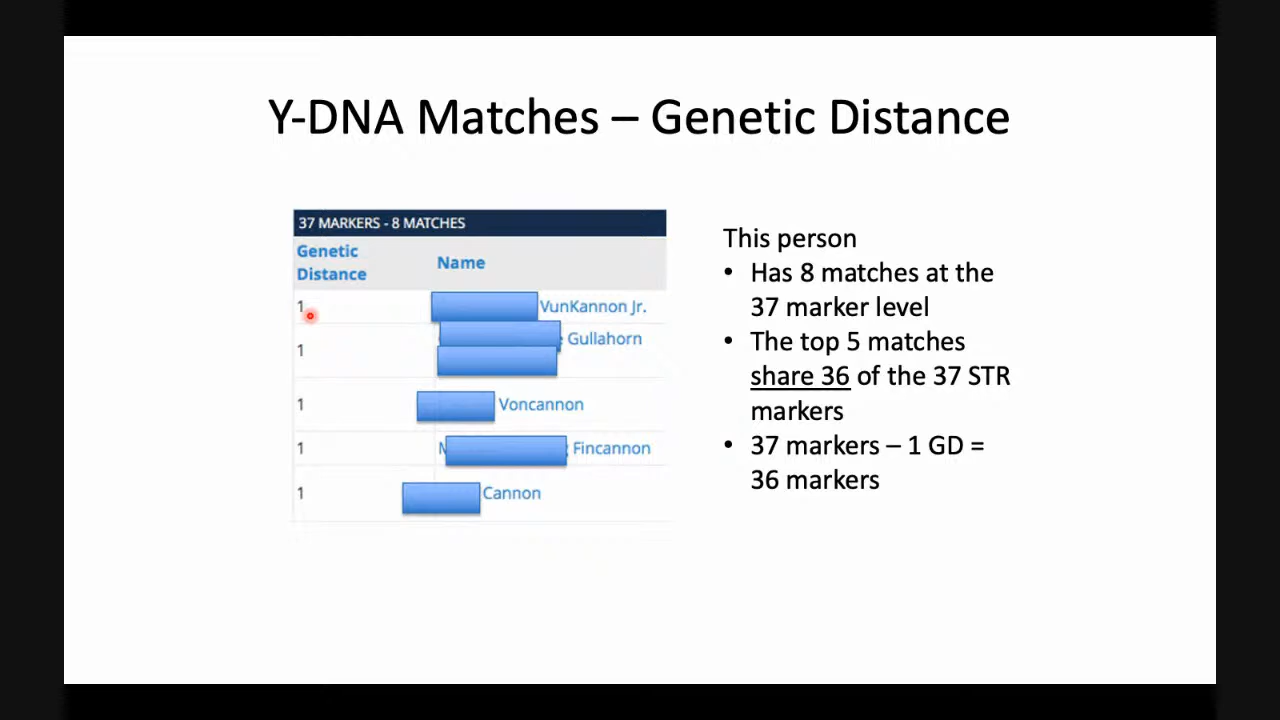 Y-DNA Matches – Genetic Distance
37 MARKERS - 8 MATCHES
Genetic
Distance
Name
1
VunKannon Jr.
1
Gullahorn
1
Voncannon
1
Fincannon
1
Cannon
This person
• Has 8 matches at the
37 marker level
• The top 5 matches
share 36 of the 37 STR
markers
• 37 markers – 1 GD =
36 markers